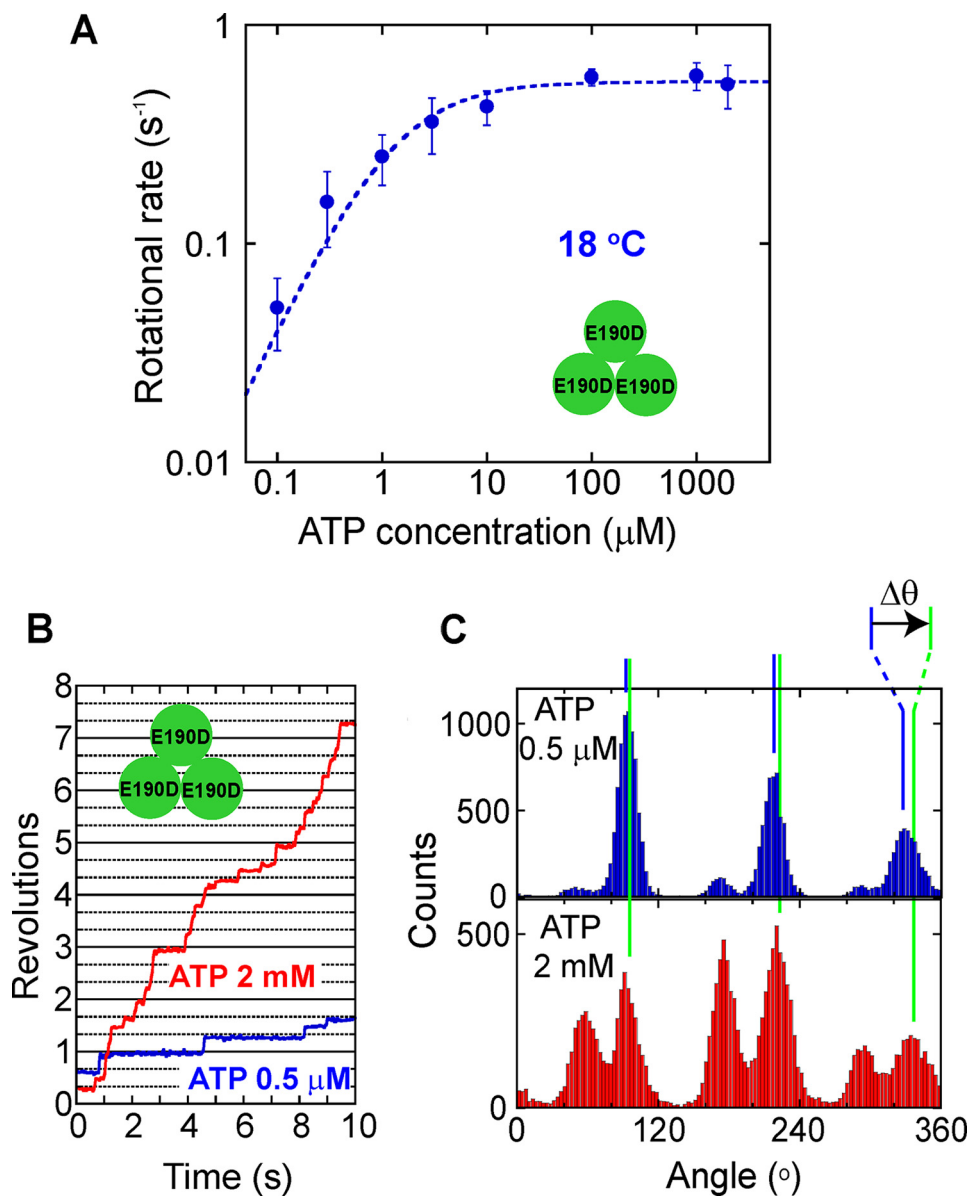 A
Rotational rate (s-1)
1
0.1
0.01
18 oC
E190D
E190D E190D
0.1 1 10 100 1000
ATP concentration (μM)
B
Revolutions
8
7
6
5
4
3
2
1
0
E190D
E190D E190D
ATP 2 mM
ATP 0.5 μM
0 2 4 6 8 10
Time (s)
C
Δθ
Counts
ATP
0.5 μM
1000
500
0
ATP
2 mM
500
0
0 120 240 360
Angle (o)